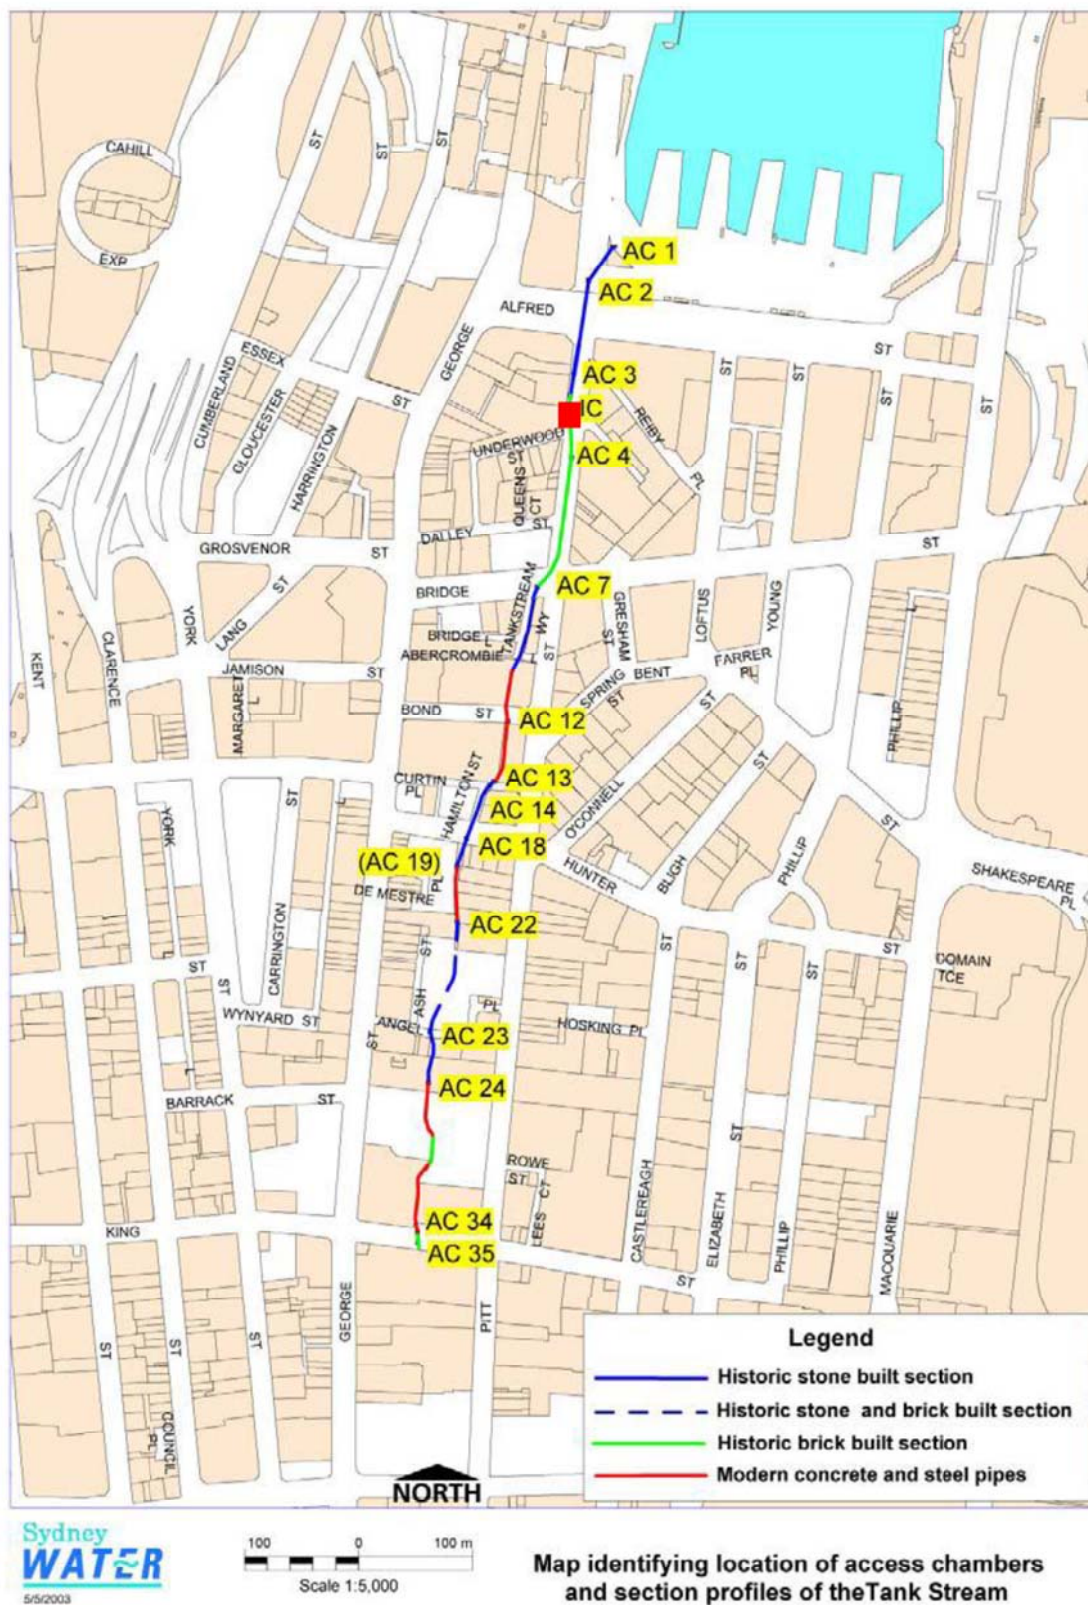 CAHILL
EXP
ST
ST
ST
AC 1
AC 2
ALFRED
ST
GEORGE
ESSEX
ST
CUMBERLAND
GLOUCESTER
HARRINGTON
AC 3
IC
REIBY
PL
UNDERWOOD
ST
AC 4
QUEENS
CT
ST
ST
ST
ST
DALLEY
ST
GROSVENOR
ST
ST
BRIDGE
AC 7
TANKSTREAM
WY
YORK
LANG
ST
BRIDGE
L
ABERCROMBIE
L
ST
GRESHAM
ST
LOFTUS
YOUNG
L
KENT
CLARENCE
JAMISON
ST
SPRING
ST
BENT
FARRER
PL
ST
MARGARET
L
BOND
ST
AC 12
PHILLIP
ST
CURTIN
PL
HAMILTON ST
AC 13
AC 14
O'CONNELL
ST
YORK
ST
L
AC 18
(AC 19)
HUNTER
BLIGH
PHILLIP
ST
SHAKESPEARE
PL
PL
DE MESTRE
AC 22
CARRINGTON
ST
ST
ST
ST
ST
ST
ST
DOMAIN
TCE
WYNYARD ST
ASH
ANGEL
PL
HOSKING PL
ST
AC 23
L
AC 24
BARRACK
ST
ST
ROWE
ST
LEES CT
CASTLEREAGH
ELIZABETH
PHILLIP
MACQUARIE
KING
AC 34
AC 35
ST
GEORGE
PITT
ST
ST
ST
COUNCIL
PL
Legend
Historic stone built section
Historic stone and brick built section
Historic brick built section
Modern concrete and steel pipes
NORTH
Sydney
WATER
5/5/2003
100 0 100 m
Scale 1:5,000
Map identifying location of access chambers
and section profiles of theTank Stream